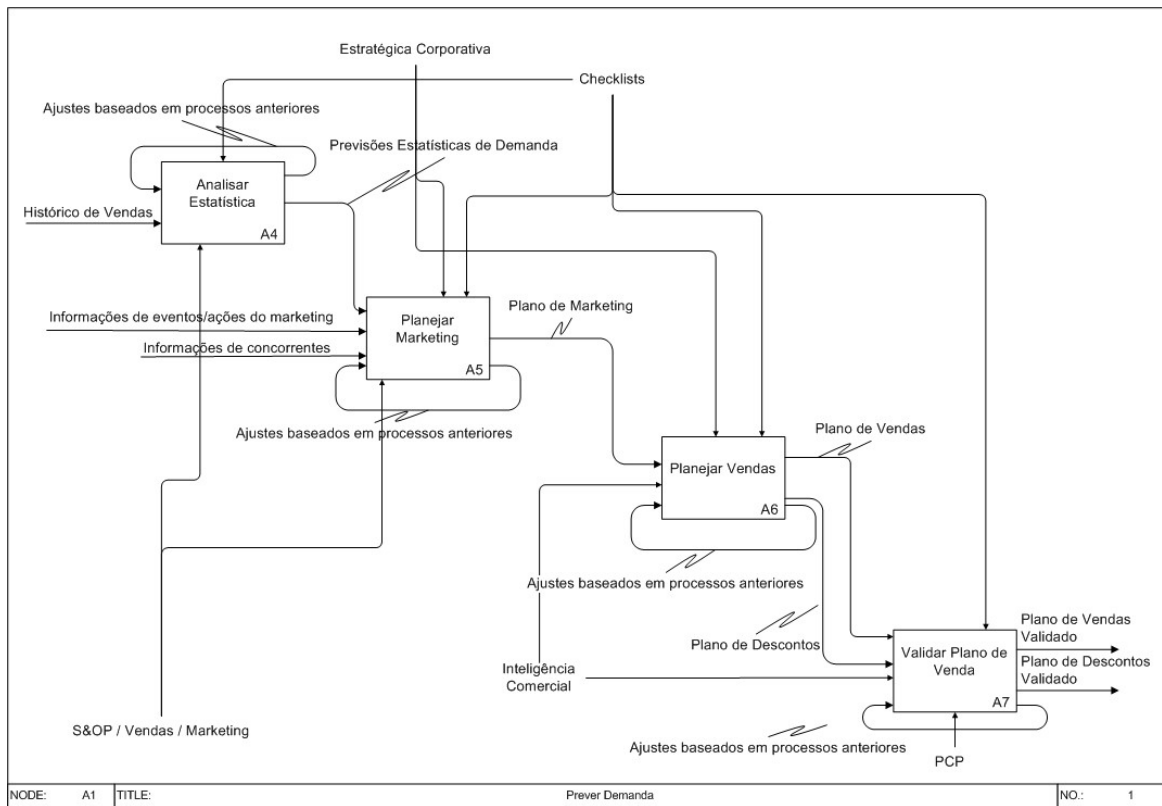 Estratégica Corporativa
Checklists
Ajustes baseados em processos anteriores
Previsões Estatísticas de Demanda
Analisar
Estatística
A4
Histórico de Vendas
Informações de eventos/ações do marketing
Informações de concorrentes
Planejar
Marketing
A5
Plano de Marketing
Ajustes baseados em processos anteriores
Plano de Vendas
Planejar Vendas
A6
Ajustes baseados em processos anteriores
Plano de Descontos
Inteligência
Comercial
Validar Plano de
Venda
A7
Plano de Vendas
Validado
Plano de Descontos
Validado
S&OP / Vendas / Marketing
Ajustes baseados em processos anteriores
PCP
NODE: A1 TITLE: Prever Demanda NO.: 1